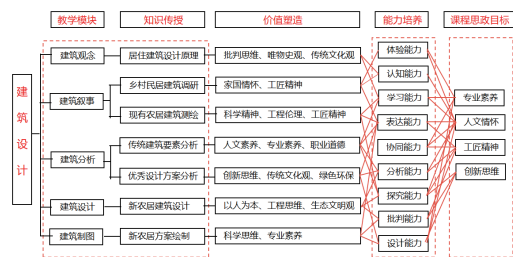 教学模块 知识传授 价值塑造 能力培养 课程思政目标
建筑设计
建筑观念 居住建筑设计原理 批判思维、唯物史观、传统文化观
建筑叙事 乡村民居建筑调研 家国情怀、工匠精神
现有农居建筑测绘 科学精神、工程伦理、工匠精神
建筑分析 传统建筑要素分析 人文素养、专业素养、职业道德
优秀设计方案分析 创新思维、传统文化观、绿色环保
建筑设计 新农居建筑设计 以人为本、工程思维、生态文明观
建筑制图 新农居方案绘制 科学思维、专业素养
体验能力
认知能力
学习能力
表达能力
协同能力
分析能力
探究能力
批判能力
设计能力
专业素养
人文情怀
工匠精神
创新思维